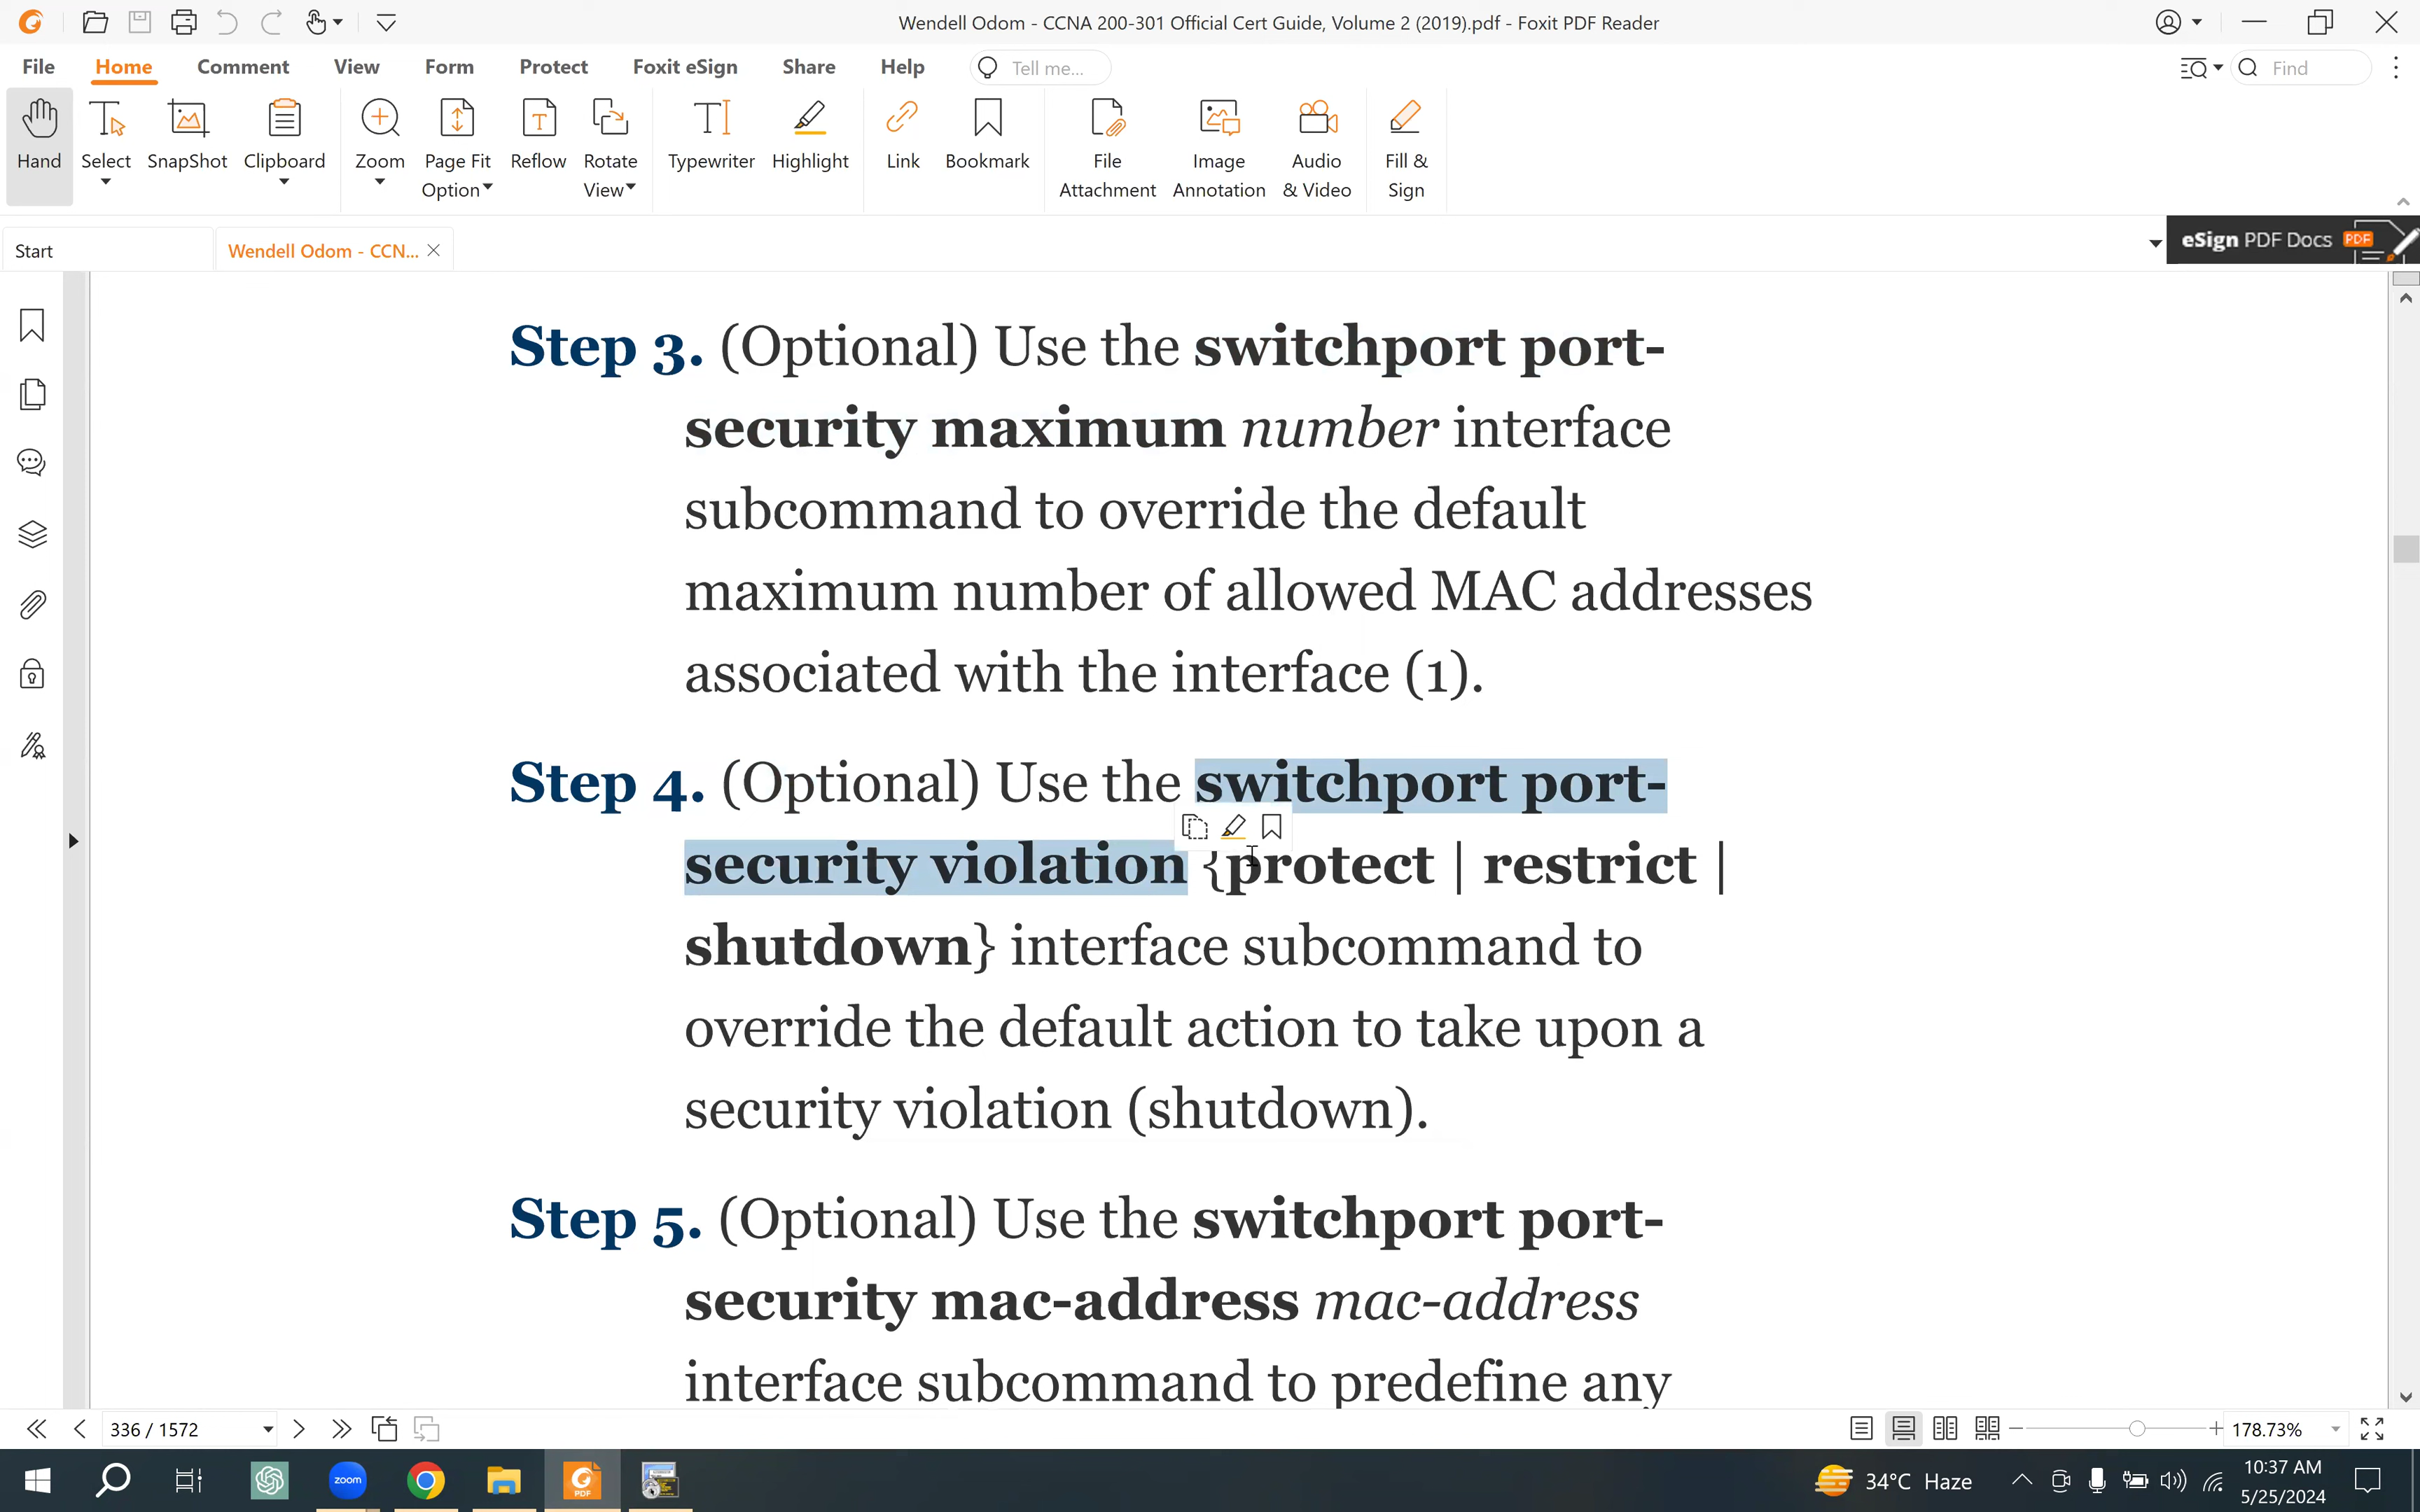 Wendell Odom - CCNA 200-301 Official Cert Guide, Volume 2 (2019).pdf - Foxit PDF Reader
File Home Comment View Form Protect Foxit eSign Share Help Tell me... Find
Hand Select SnapShot Clipboard Zoom Page Fit Option Reflow Rotate View Typewriter Highlight Link Bookmark File Attachment Image Annotation Audio & Video Fill & Sign
Start Wendell Odom - CCN... eSign PDF Docs PDF
Step 3. (Optional) Use the switchport port-
security maximum number interface
subcommand to override the default
maximum number of allowed MAC addresses
associated with the interface (1).
Step 4. (Optional) Use the switchport port-
security violation {protect | restrict |
shutdown} interface subcommand to
override the default action to take upon a
security violation (shutdown).
Step 5. (Optional) Use the switchport port-
security mac-address mac-address
interface subcommand to predefine any
336 / 1572 178.73%
zoom PDF 34°C Haze 10:37 AM
5/25/2024